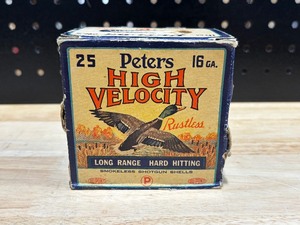 25 Peters 16 GA.
HIGH
VELOCITY
Rustless
LONG RANGE HARD HITTING
SMOKELESS SHOTGUN SHELLS
P